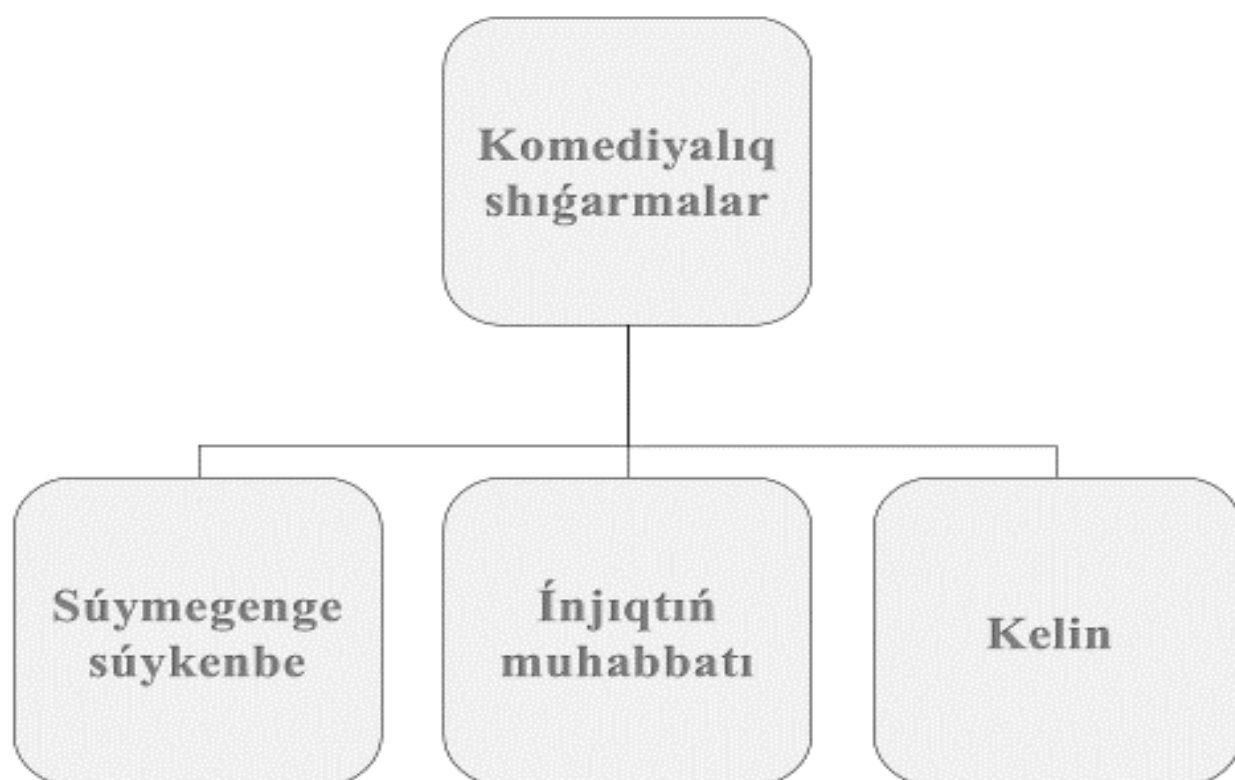 Komediyalıq
shıǵarmalar
Súymegenge
súykenbe
Ínjıqtıń
muhabbatı
Kelin